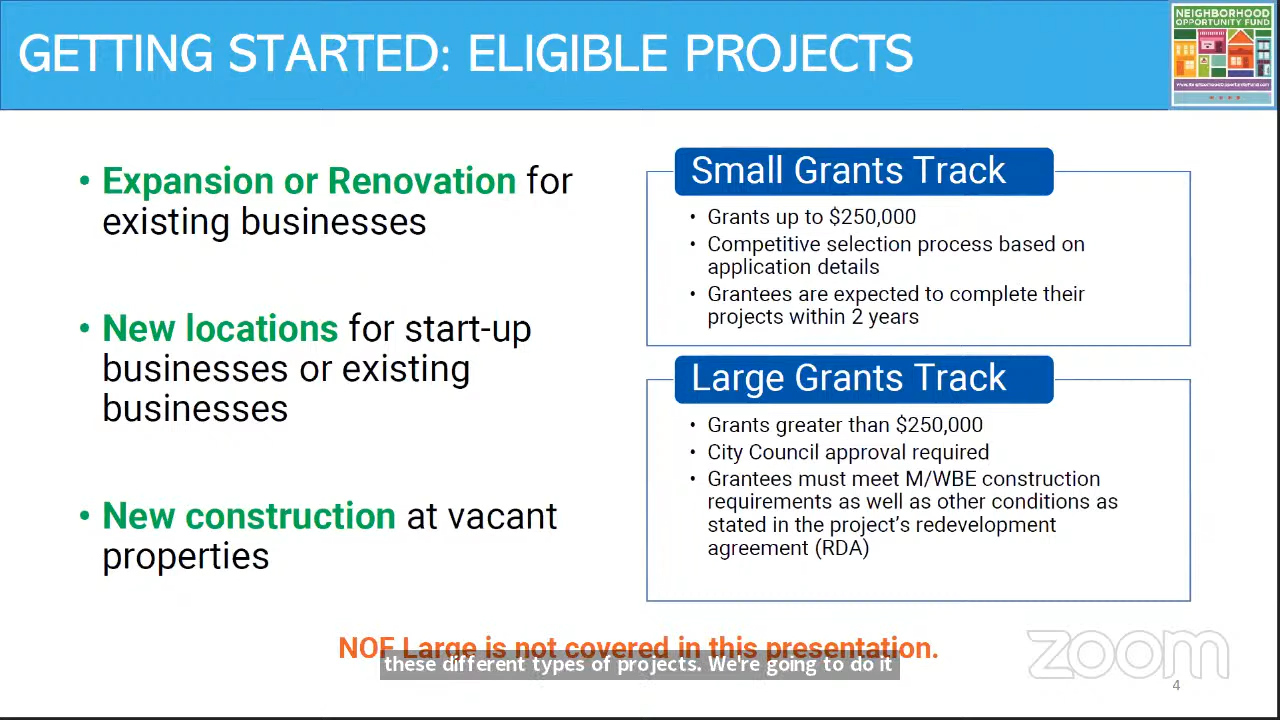 GETTING STARTED: ELIGIBLE PROJECTS
NEIGHBORHOOD
OPPORTUNITY FUND
www.NeighborhoodOpportunityFund.com
• Expansion or Renovation for
existing businesses
• New locations for start-up
businesses or existing
businesses
• New construction at vacant
properties
Small Grants Track
• Grants up to $250,000
• Competitive selection process based on
application details
• Grantees are expected to complete their
projects within 2 years
Large Grants Track
• Grants greater than $250,000
• City Council approval required
• Grantees must meet M/WBE construction
requirements as well as other conditions as
stated in the project's redevelopment
agreement (RDA)
NOF Large is not covered in this presentation.
these different types of projects. We're going to do it
zoom
4